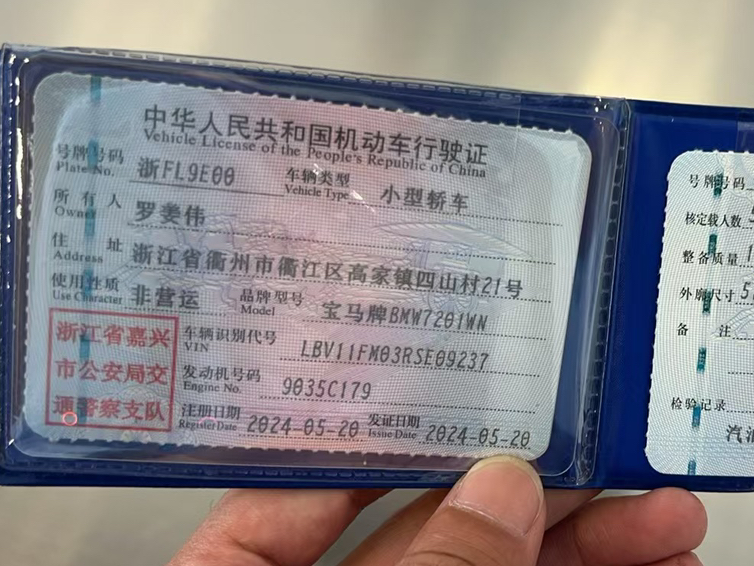 中华人民共和国机动车行驶证
Vehicle License of the People's Republic of China
号牌号码 浙FL9E00 车辆类型 小型轿车
Plate No. Vehicle Type
所有人 罗姜伟
Owner
住址 浙江省衢州市衢江区高家镇四山村21号
Address
使用性质 非营运 品牌型号 宝马牌BMW7201WN
Use Character Model
车辆识别代号 LBV11FM03RSE09237
VIN
发动机号码 9035C179
Engine No.
注册日期 2024-05-20 发证日期 2024-05-20
Register Date Issue Date
浙江省嘉兴
市公安局交
通警察支队
号牌号码
核定载人数
整备质量 1
外廓尺寸 5
备注
检验记录
汽油